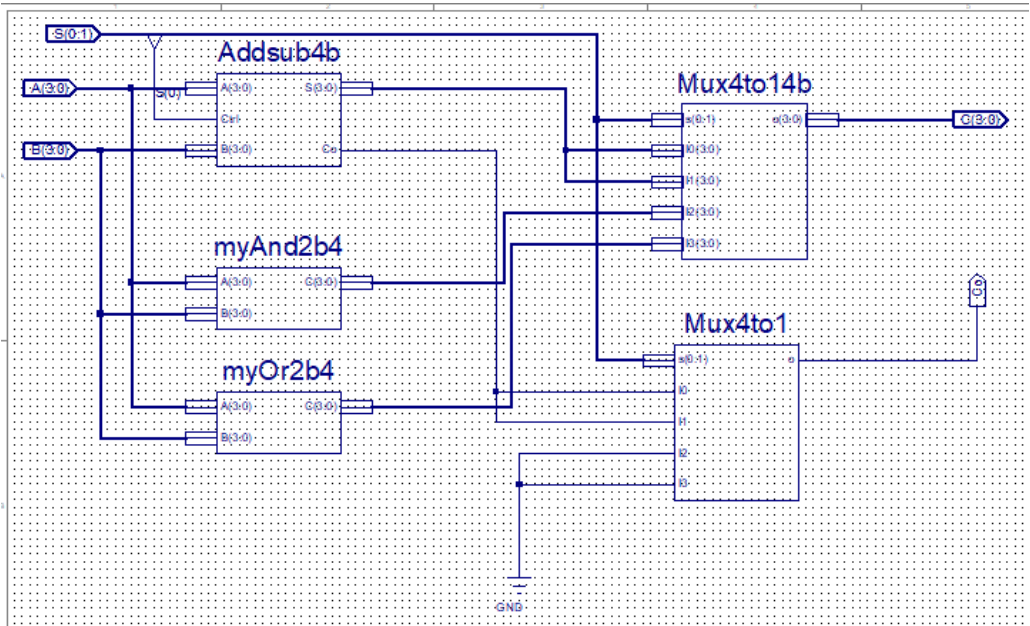 S(0:1)
Addsub4b
A(3:0)
A(3:0)
S(3:0)
S(0:)
Ctrl
B(3:0)
B(3:0)
Co
Mux4to14b
s(0:1)
o(3:0)
C(3:0)
I0(3:0)
I1(3:0)
I2(3:0)
I3(3:0)
myAnd2b4
A(3:0)
C(3:0)
B(3:0)
Co
Mux4to1
s(0:1)
o
I0
I1
I2
I3
myOr2b4
A(3:0)
C(3:0)
B(3:0)
GND